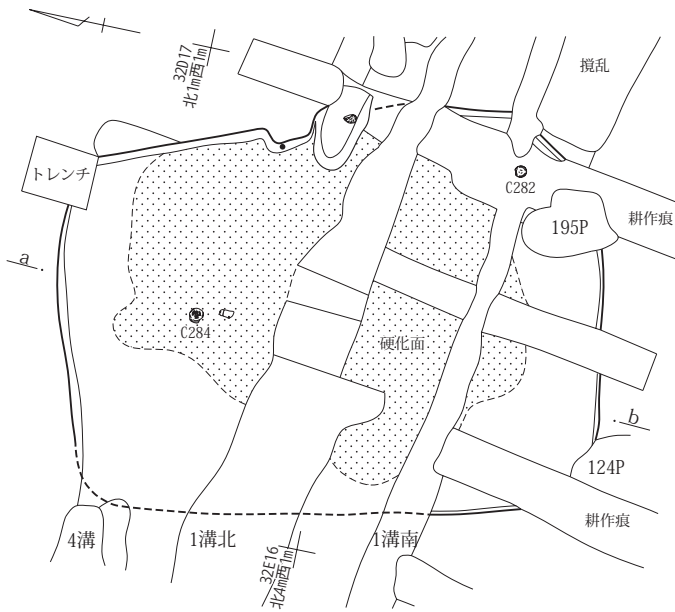 32D17
北1m西1m
撹乱
トレンチ
C282
耕作痕
195P
a
C284
硬化面
b
124P
耕作痕
4溝
1溝北
1溝南
32E16
北4m西1m